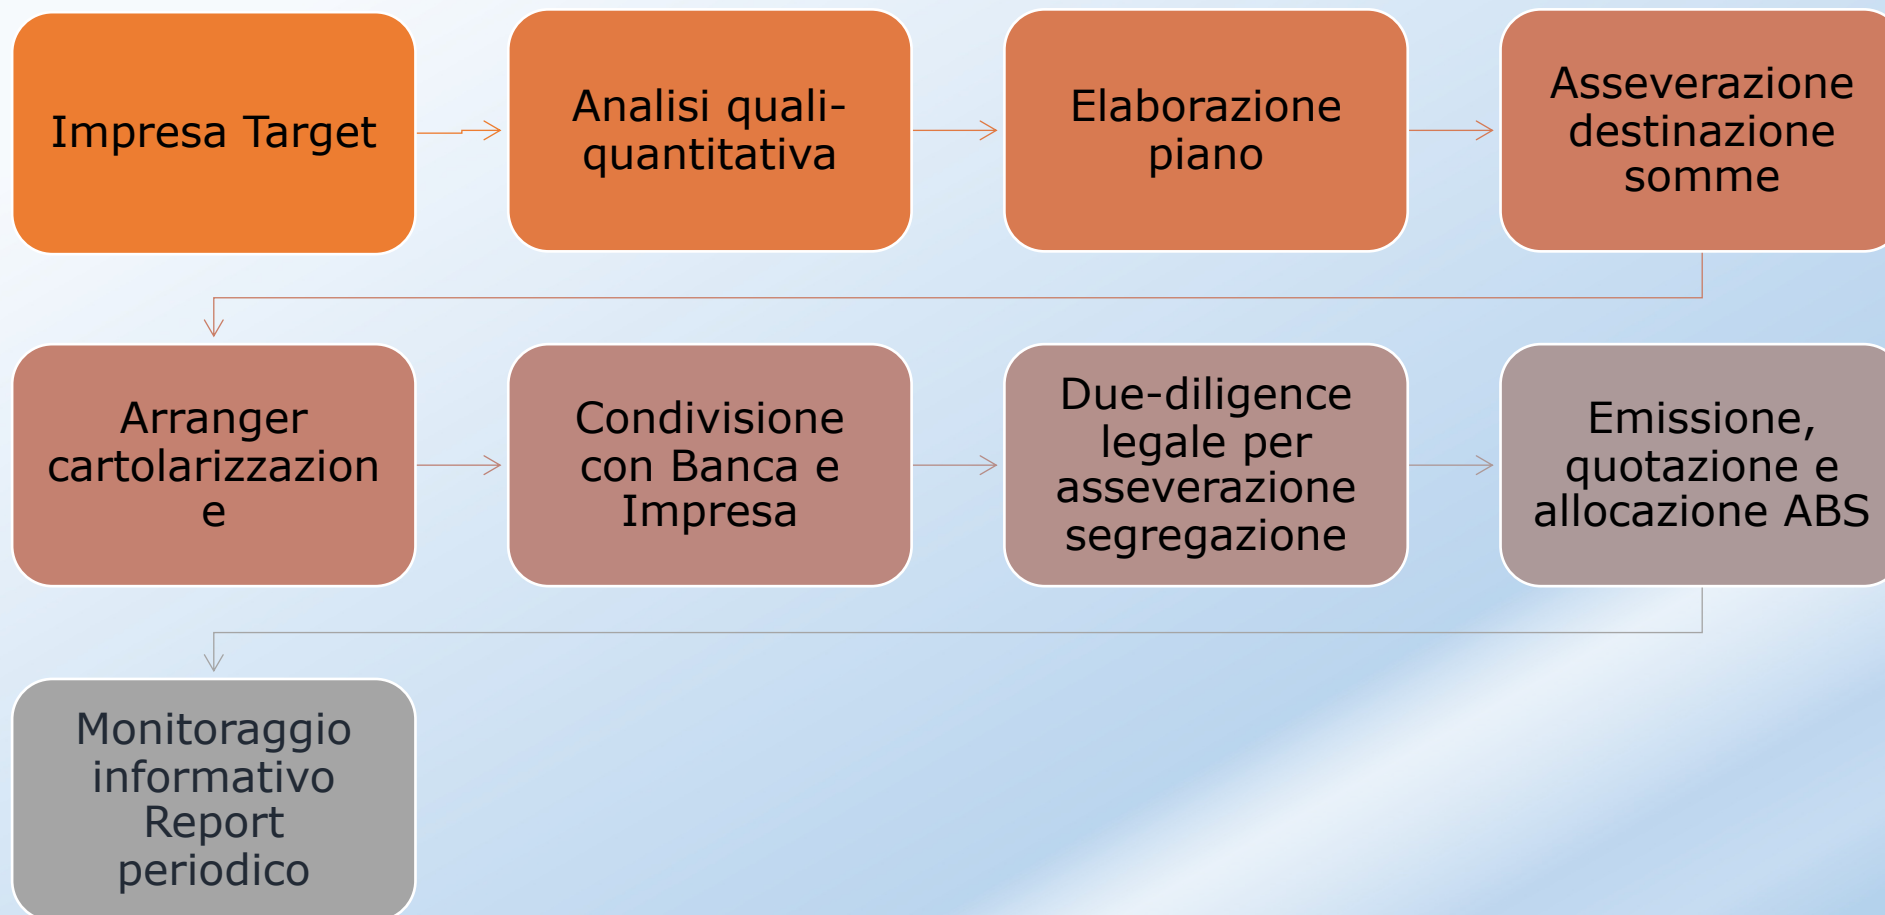 Impresa Target
Analisi quali-
quantitativa
Elaborazione
piano
Asseverazione
destinazione
somme
Arranger
cartolarizzazion
e
Condivisione
con Banca e
Impresa
Due-diligence
legale per
asseverazione
segregazione
Emissione,
quotazione e
allocazione ABS
Monitoraggio
informativo
Report
periodico